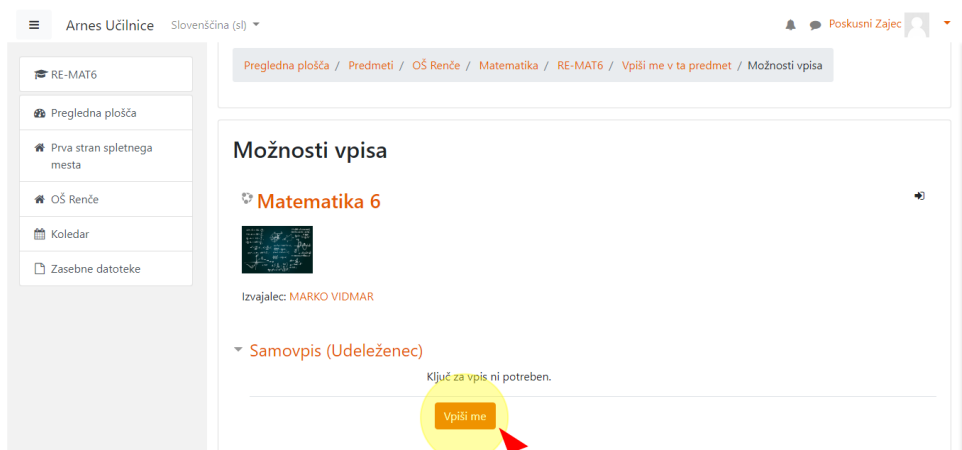 Arnes Učilnice Slovenščina (sl) Poskusni Zajec
RE-MAT6
Pregledna plošča
Prva stran spletnega
mesta
OŠ Renče
Koledar
Zasebne datoteke
Pregledna plošča / Predmeti / OŠ Renče / Matematika / RE-MAT6 / Vpiši me v ta predmet / Možnosti vpisa
Možnosti vpisa
Matematika 6
Izvajalec: MARKO VIDMAR
Samovpis (Udeleženec)
Ključ za vpis ni potreben.
Vpiši me